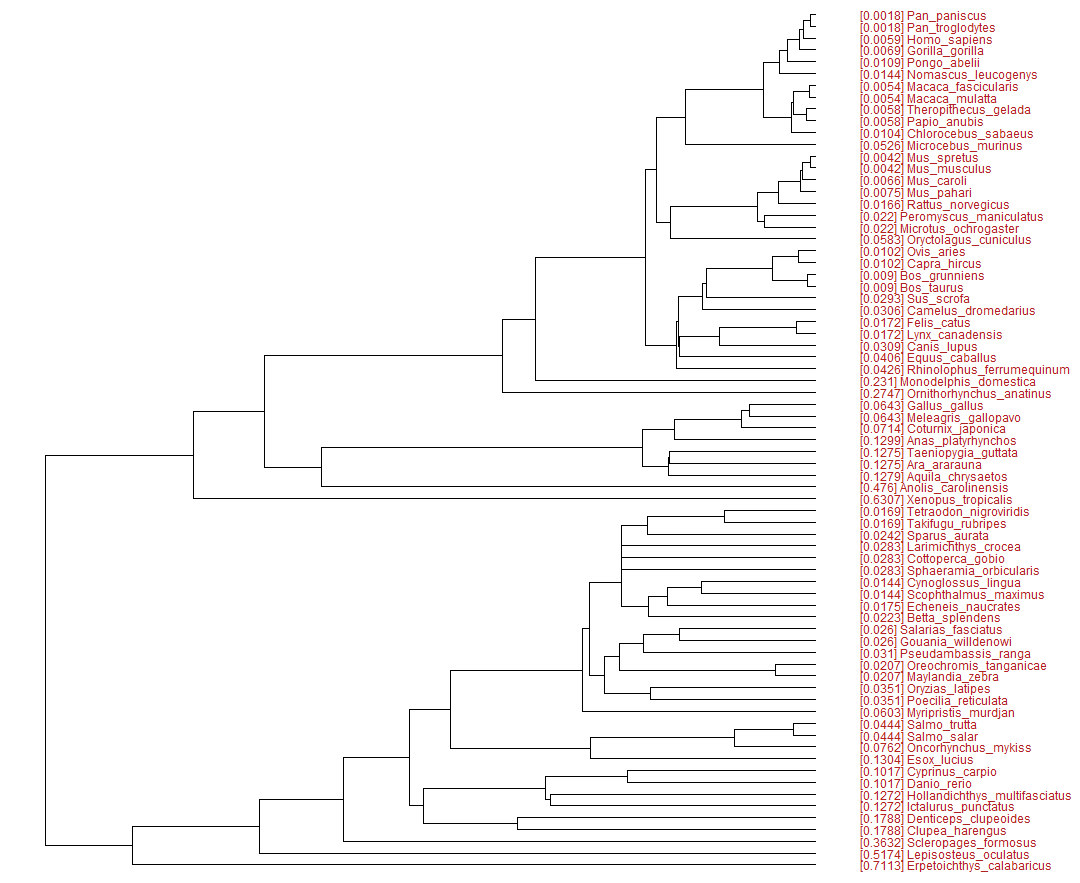 [0.0018] Pan_paniscus
[0.0018] Pan_troglodytes
[0.0059] Homo_sapiens
[0.0069] Gorilla_gorilla
[0.0109] Pongo_abelii
[0.0144] Nomascus_leucogenys
[0.0054] Macaca_fascicularis
[0.0054] Macaca_mulatta
[0.0058] Theropithecus_gelada
[0.0058] Papio_anubis
[0.0104] Chlorocebus_sabaeus
[0.0526] Microcebus_murinus
[0.0042] Mus_spretus
[0.0042] Mus_musculus
[0.0066] Mus_caroli
[0.0075] Mus_pahari
[0.0166] Rattus_norvegicus
[0.022] Peromyscus_maniculatus
[0.022] Microtus_ochrogaster
[0.0583] Oryctolagus_cuniculus
[0.0102] Ovis_aries
[0.0102] Capra_hircus
[0.009] Bos_grunniens
[0.009] Bos_taurus
[0.0293] Sus_scrofa
[0.0306] Camelus_dromedarius
[0.0172] Felis_catus
[0.0172] Lynx_canadensis
[0.0309] Canis_lupus
[0.0406] Equus_caballus
[0.0426] Rhinolophus_ferrumequinum
[0.231] Monodelphis_domestica
[0.2747] Ornithorhynchus_anatinus
[0.0643] Gallus_gallus
[0.0643] Meleagris_gallopavo
[0.0714] Coturnix_japonica
[0.1299] Anas_platyrhynchos
[0.1275] Taeniopygia_guttata
[0.1275] Ara_ararauna
[0.1279] Aquila_chrysaetos
[0.476] Anolis_carolinensis
[0.6307] Xenopus_tropicalis
[0.0169] Tetraodon_nigroviridis
[0.0169] Takifugu_rubripes
[0.0242] Sparus_aurata
[0.0283] Larimichthys_crocea
[0.0283] Cottoperca_gobio
[0.0283] Sphaeramia_orbicularis
[0.0144] Cynoglossus_lingua
[0.0144] Scophthalmus_maximus
[0.0175] Echeneis_naucrates
[0.0223] Betta_splendens
[0.026] Salarias_fasciatus
[0.026] Gouania_willdenowi
[0.031] Pseudambassis_ranga
[0.0207] Oreochromis_tanganicae
[0.0207] Maylandia_zebra
[0.0351] Oryzias_latipes
[0.0351] Poecilia_reticulata
[0.0603] Myripristis_murdjan
[0.0444] Salmo_trutta
[0.0444] Salmo_salar
[0.0762] Oncorhynchus_mykiss
[0.1304] Esox_lucius
[0.1017] Cyprinus_carpio
[0.1017] Danio_rerio
[0.1272] Hollandichthys_multifasciatus
[0.1272] Ictalurus_punctatus
[0.1788] Denticeps_clupeoides
[0.1788] Clupea_harengus
[0.3632] Scleropages_formosus
[0.5174] Lepisosteus_oculatus
[0.7113] Erpetoichthys_calabaricus